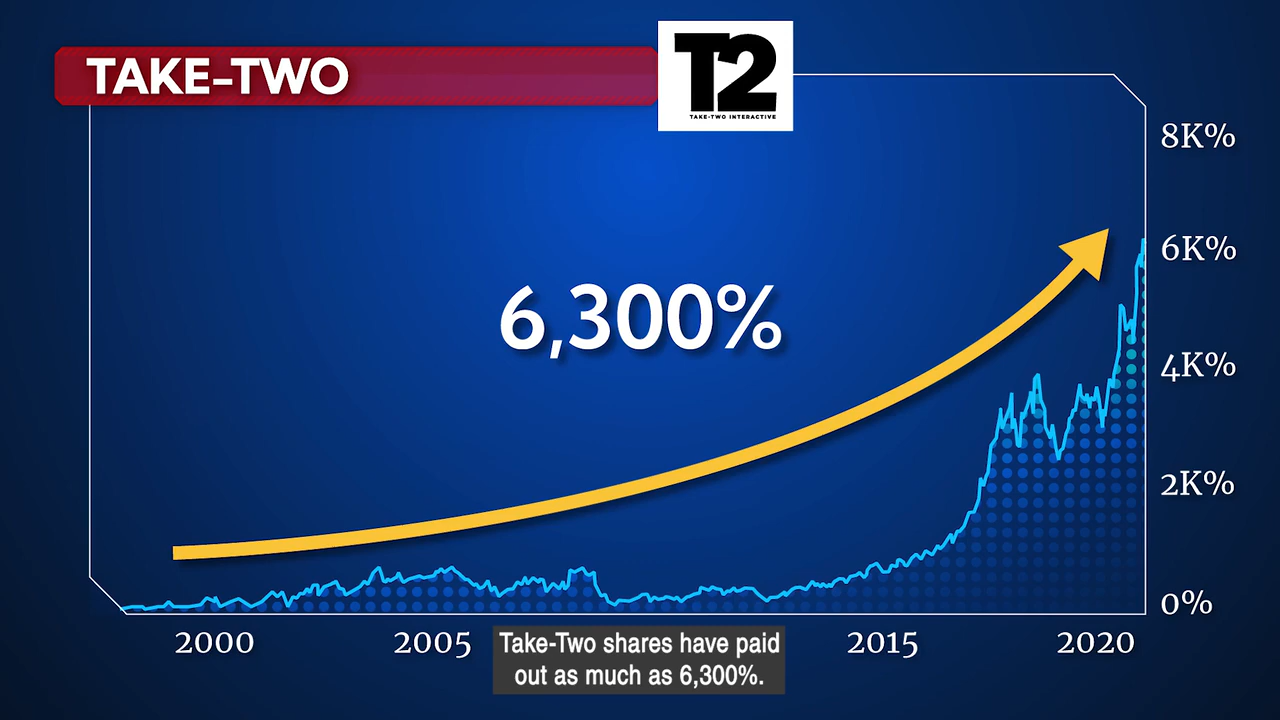 TAKE–TWO
T2
TAKE-TWO INTERACTIVE
8K%
6K%
6,300%
4K%
2K%
0%
2000
2005
2015
2020
Take-Two shares have paid
out as much as 6,300%.